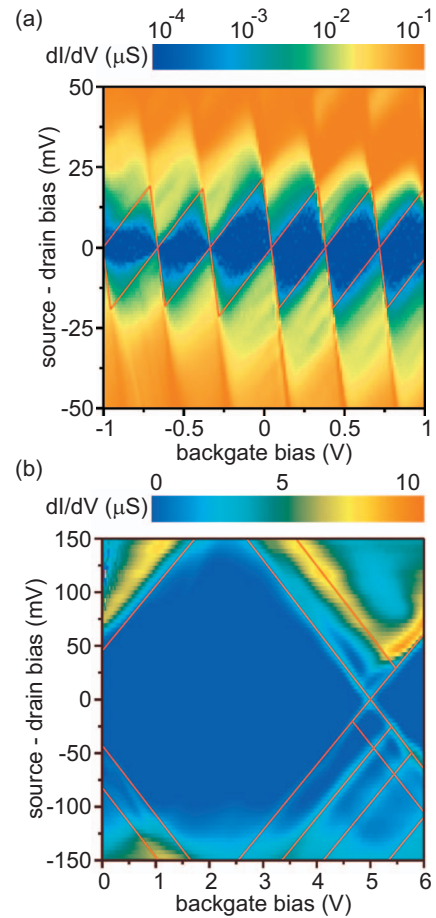 (a)
10⁻⁴ 10⁻³ 10⁻² 10⁻¹
dI/dV (μS)
50
25
0
-25
-50
source - drain bias (mV)
-1 -0.5 0 0.5 1
backgate bias (V)
(b)
0 5 10
dI/dV (μS)
150
100
50
0
-50
-100
-150
source - drain bias (mV)
0 1 2 3 4 5 6
backgate bias (V)